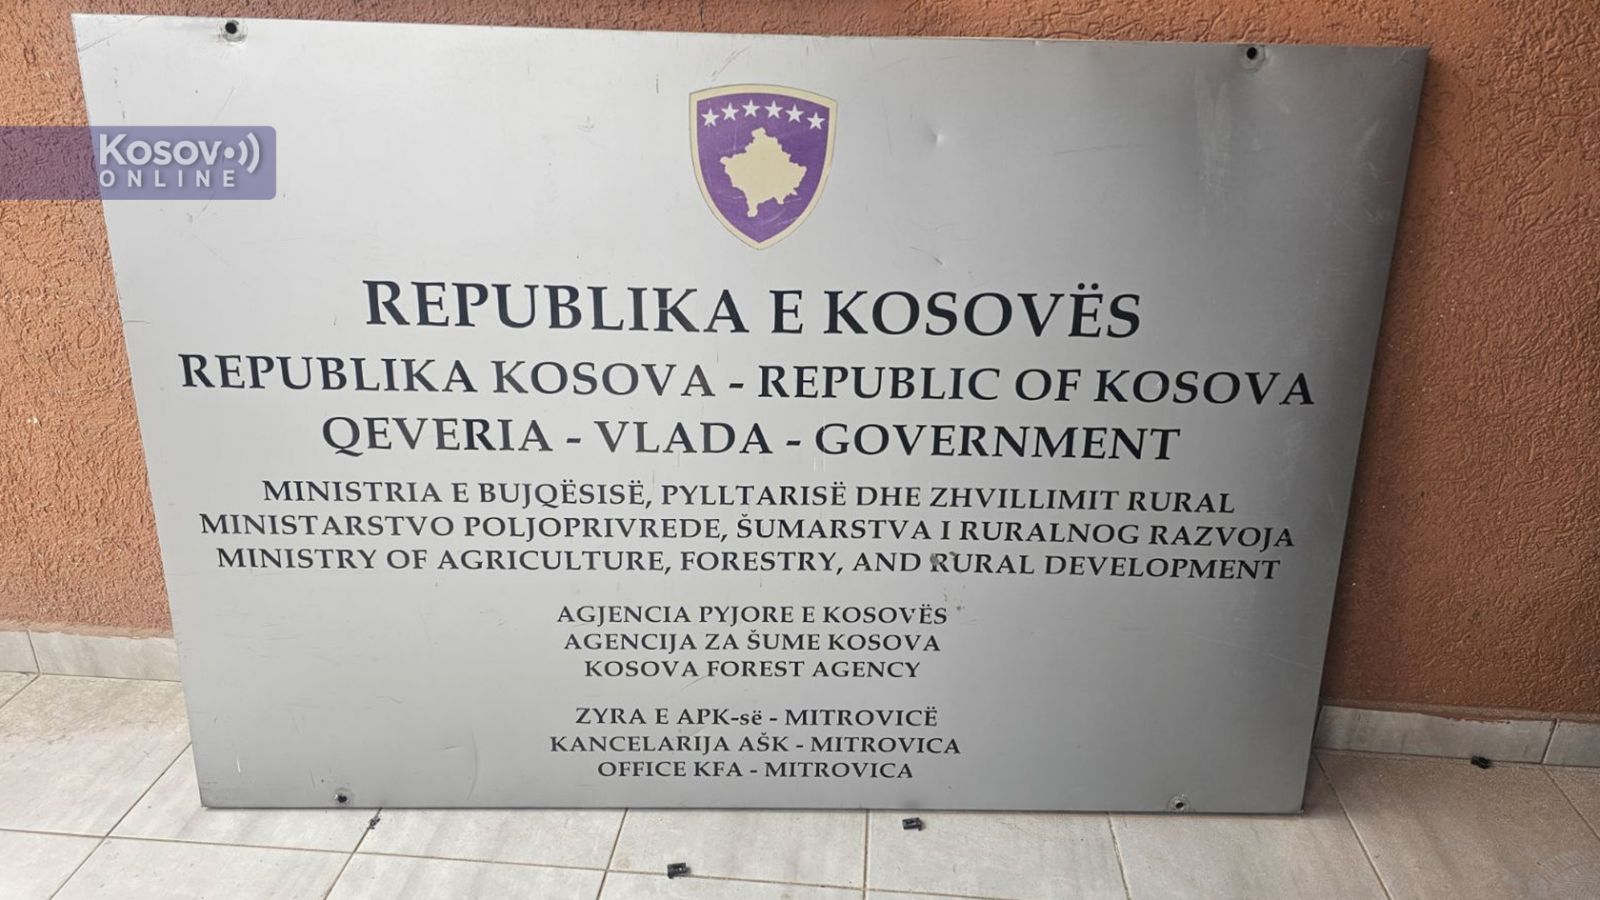 Kosovo
ONLINE
REPUBLIKA E KOSOVËS
REPUBLIKA KOSOVA - REPUBLIC OF KOSOVA
QEVERIA - VLADA - GOVERNMENT
MINISTRIA E BUJQËSISË, PYLLTARISË DHE ZHVILLIMIT RURAL
MINISTARSTVO POLJOPRIVREDE, ŠUMARSTVA I RURALNOG RAZVOJA
MINISTRY OF AGRICULTURE, FORESTRY, AND RURAL DEVELOPMENT
AGJENCIA PYJORE E KOSOVËS
AGENCIJA ZA ŠUME KOSOVA
KOSOVA FOREST AGENCY
ZYRA E APK-së - MITROVICË
KANCELARIJA AŠK - MITROVICA
OFFICE KFA - MITROVICA